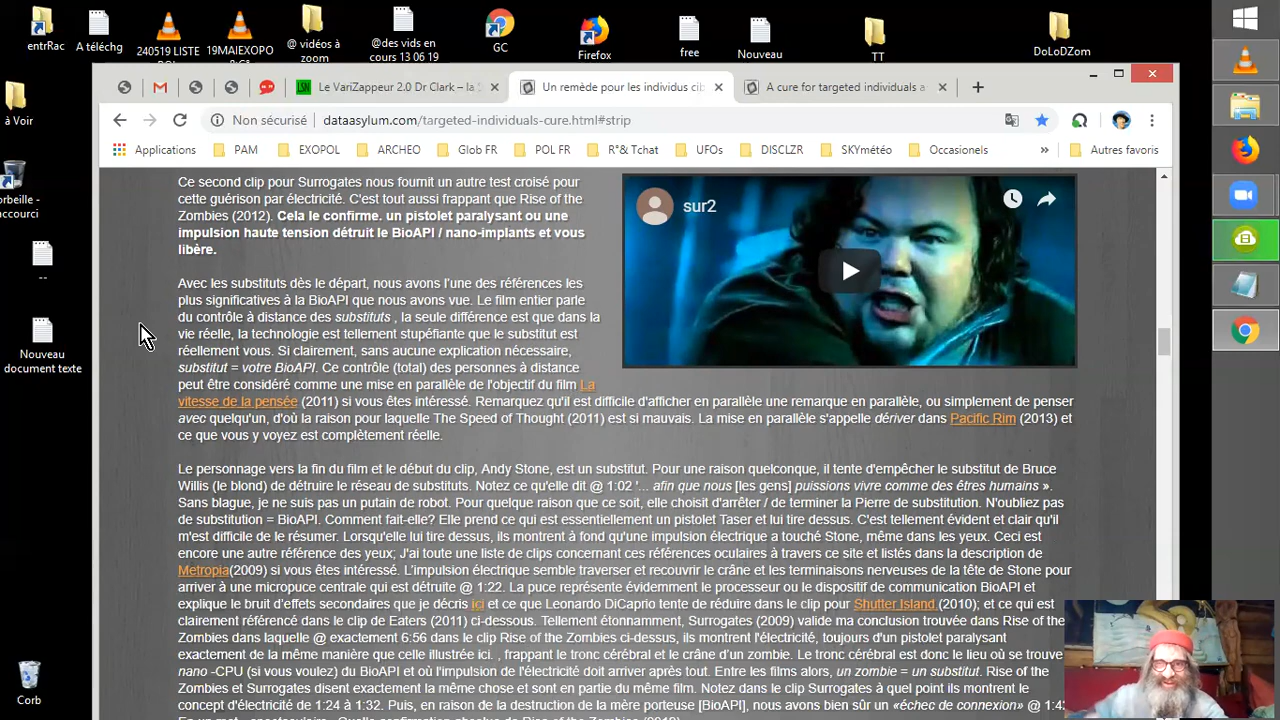 entrRac
A téléchg
240519 LISTE
19MAIEXOPO
@ vidéos à
zoom
@des vids en
cours 13 06 19
GC
Firefox
free
Nouveau
TT
DoLoDZom
à Voir
orbeille -
accourci
--
Nouveau
document texte
Corb
Le VariZappeur 2.0 Dr Clark – la
Un remède pour les individus cib
A cure for targeted individuals a
Non sécurisé
dataasylum.com/targeted-individuals-cure.html#strip
Applications
PAM
EXOPOL
ARCHEO
Glob FR
POL FR
R°& Tchat
UFOs
DISCLZR
SKYmétéo
Occasionels
»
Autres favoris
Ce second clip pour Surrogates nous fournit un autre test croisé pour
cette guérison par électricité. C'est tout aussi frappant que Rise of the
Zombies (2012). Cela le confirme. un pistolet paralysant ou une
impulsion haute tension détruit le BioAPI / nano-implants et vous
libère.
sur2
Avec les substituts dès le départ, nous avons l'une des références les
plus significatives à la BioAPI que nous avons vue. Le film entier parle
du contrôle à distance des substituts , la seule différence est que dans la
vie réelle, la technologie est tellement stupéfiante que le substitut est
réellement vous. Si clairement, sans aucune explication nécessaire,
substitut = votre BioAPI. Ce contrôle (total) des personnes à distance
peut être considéré comme une mise en parallèle de l'objectif du film La
vitesse de la pensée (2011) si vous êtes intéressé. Remarquez qu'il est difficile d'afficher en parallèle une remarque en parallèle, ou simplement de penser
avec quelqu'un, d'où la raison pour laquelle The Speed of Thought (2011) est si mauvais. La mise en parallèle s'appelle dériver dans Pacific Rim (2013) et
ce que vous y voyez est complètement réelle.
Le personnage vers la fin du film et le début du clip, Andy Stone, est un substitut. Pour une raison quelconque, il tente d'empêcher le substitut de Bruce
Willis (le blond) de détruire le réseau de substituts. Notez ce qu'elle dit @ 1:02 '... afin que nous [les gens] puissions vivre comme des êtres humains ».
Sans blague, je ne suis pas un putain de robot. Pour quelque raison que ce soit, elle choisit d'arrêter / de terminer la Pierre de substitution. N'oubliez pas
de substitution = BioAPI. Comment fait-elle? Elle prend ce qui est essentiellement un pistolet Taser et lui tire dessus. C'est tellement évident et clair qu'il
m'est difficile de le résumer. Lorsqu'elle lui tire dessus, ils montrent à fond qu'une impulsion électrique a touché Stone, même dans les yeux. Ceci est
encore une autre référence des yeux; J'ai toute une liste de clips concernant ces références oculaires à travers ce site et listés dans la description de
Metropia(2009) si vous êtes intéressé. L'impulsion électrique semble traverser et recouvrir le crâne et les terminaisons nerveuses de la tête de Stone pour
arriver à une micropuce centrale qui est détruite @ 1:22. La puce représente évidemment le processeur ou le dispositif de communication BioAPI et
explique le bruit d'effets secondaires que je décris ici et ce que Leonardo DiCaprio tente de réduire dans le clip pour Shutter Island (2010); et ce qui est
clairement référencé dans le clip de Eaters (2011) ci-dessous. Tellement étonnamment, Surrogates (2009) valide ma conclusion trouvée dans Rise of the
Zombies dans laquelle @ exactement 6:56 dans le clip Rise of the Zombies ci-dessus, ils montrent l'électricité, toujours d'un pistolet paralysant
exactement de la même manière que celle illustrée ici. , frappant le tronc cérébral et le crâne d'un zombie. Le tronc cérébral est donc le lieu où se trouve
nano -CPU (si vous voulez) du BioAPI et où l'impulsion de l'électricité doit arriver après tout. Entre les films alors, un zombie = un substitut. Rise of the
Zombies et Surrogates disent exactement la même chose et sont en partie du même film. Notez dans le clip Surrogates à quel point ils montrent le
concept d'électricité de 1:24 à 1:32. Puis, en raison de la destruction de la mère porteuse [BioAPI], nous avons bien sûr un «échec de connexion» @ 1:4